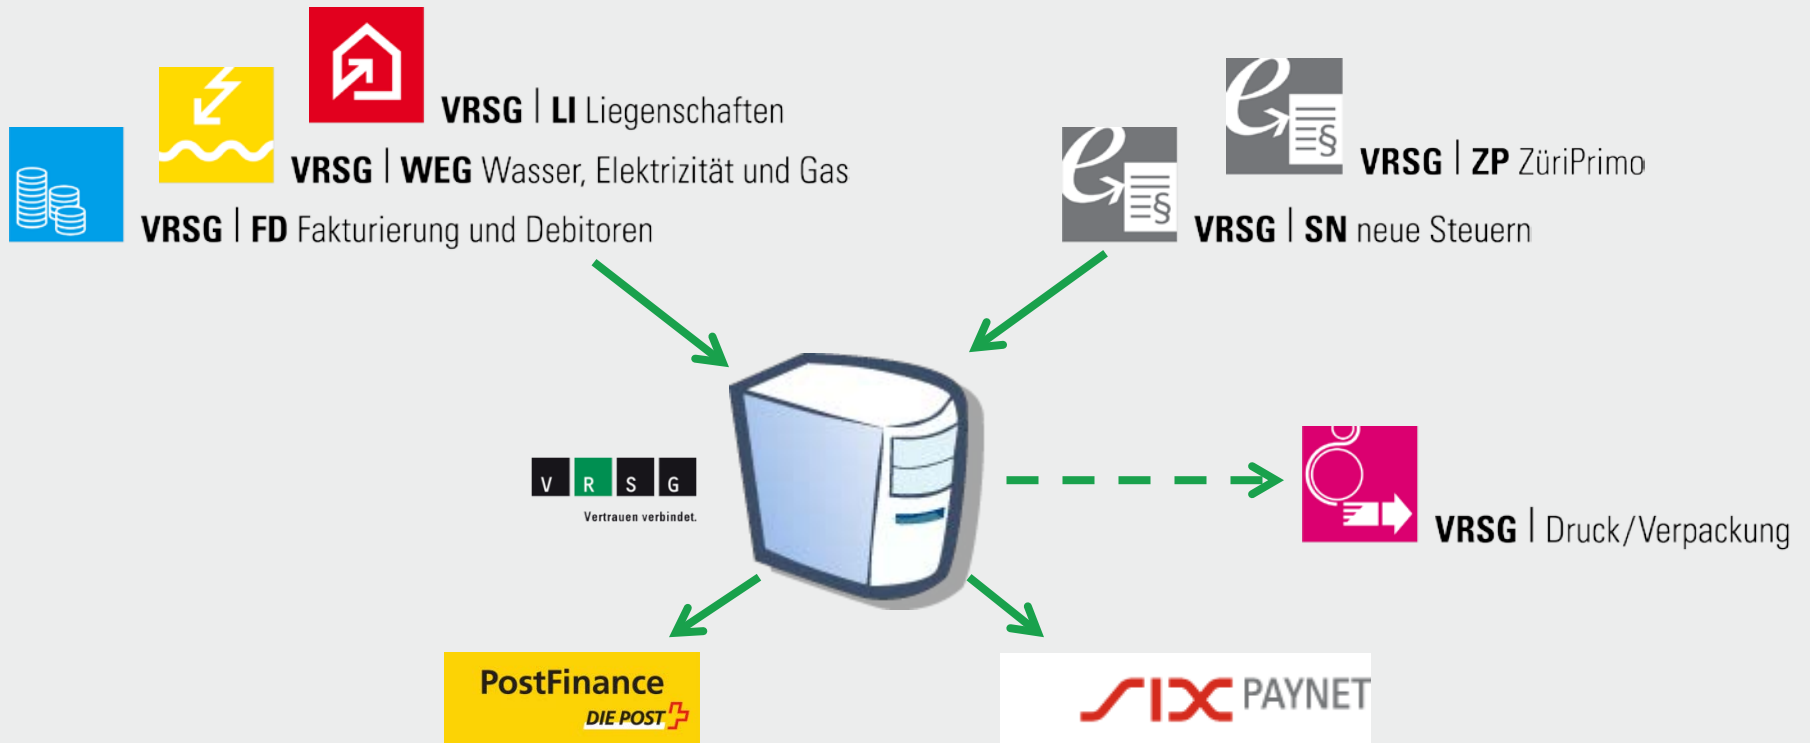 VRSG | LI Liegenschaften
VRSG | WEG Wasser, Elektrizität und Gas
VRSG | FD Fakturierung und Debitoren
e
§
VRSG | ZP ZüriPrimo
e
§
VRSG | SN neue Steuern
V R S G
Vertrauen verbindet.
VRSG | Druck/Verpackung
PostFinance
DIE POST
SIX PAYNET